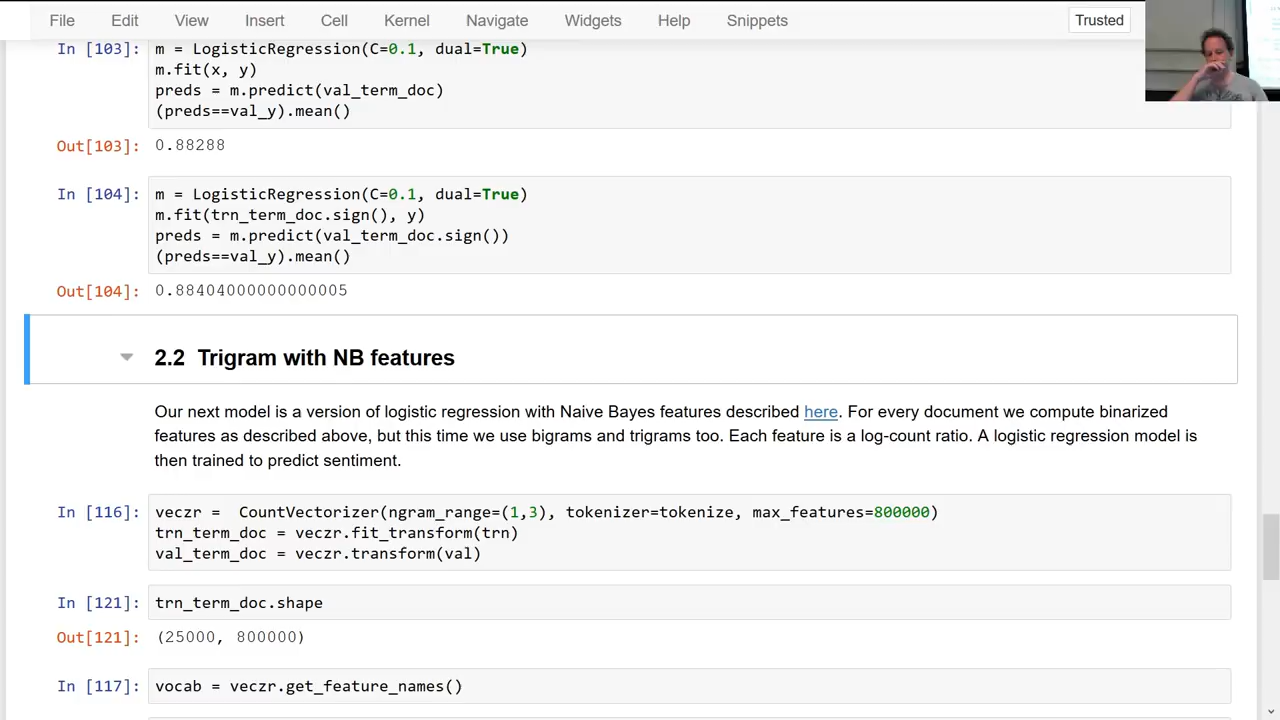 File Edit View Insert Cell Kernel Navigate Widgets Help Snippets Trusted
In [103]: m = LogisticRegression(C=0.1, dual=True)
m.fit(x, y)
preds = m.predict(val_term_doc)
(preds==val_y).mean()
Out[103]: 0.88288
In [104]: m = LogisticRegression(C=0.1, dual=True)
m.fit(trn_term_doc.sign(), y)
preds = m.predict(val_term_doc.sign())
(preds==val_y).mean()
Out[104]: 0.88404000000000005
2.2 Trigram with NB features
Our next model is a version of logistic regression with Naive Bayes features described here. For every document we compute binarized
features as described above, but this time we use bigrams and trigrams too. Each feature is a log-count ratio. A logistic regression model is
then trained to predict sentiment.
In [116]: veczr = CountVectorizer(ngram_range=(1,3), tokenizer=tokenize, max_features=800000)
trn_term_doc = veczr.fit_transform(trn)
val_term_doc = veczr.transform(val)
In [121]: trn_term_doc.shape
Out[121]: (25000, 800000)
In [117]: vocab = veczr.get_feature_names()